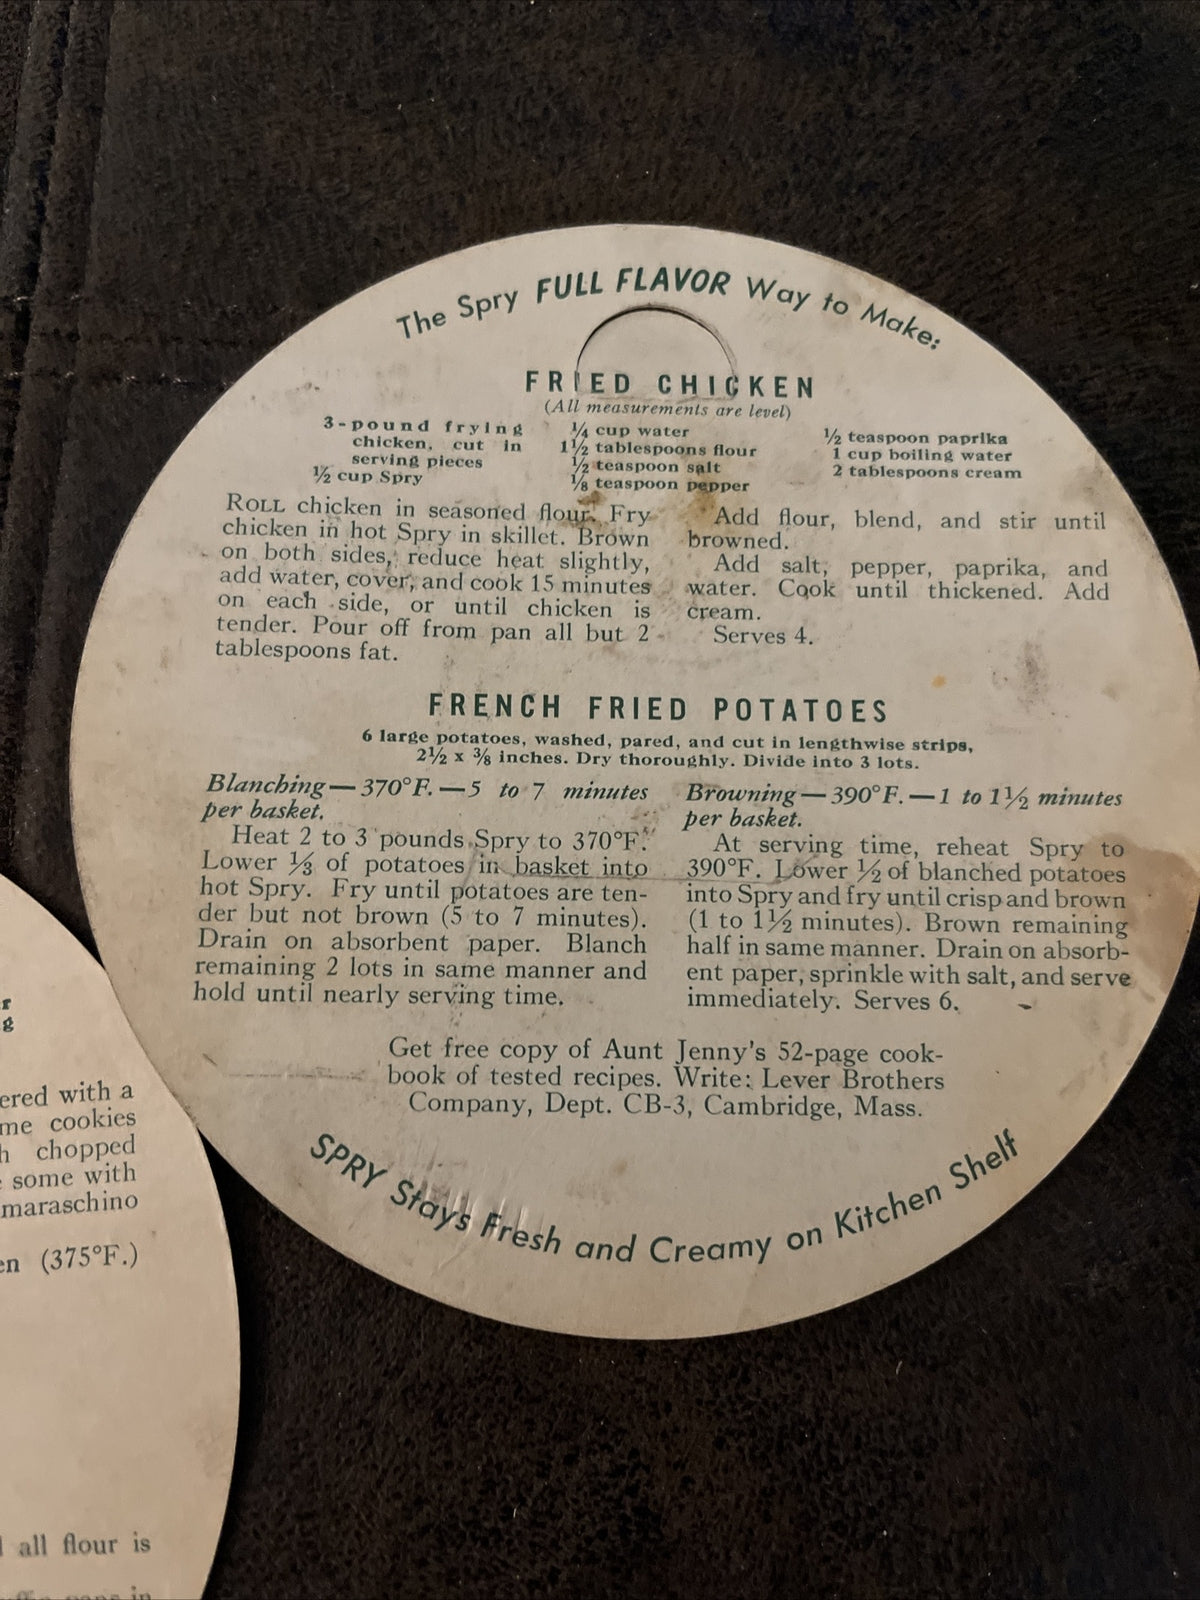 The Spry FULL FLAVOR Way to Make:
FRIED CHICKEN
(All measurements are level)
3-pound frying
chicken, cut in
serving pieces
½ cup Spry
¼ cup water
1½ tablespoons flour
½ teaspoon salt
⅛ teaspoon pepper
½ teaspoon paprika
1 cup boiling water
2 tablespoons cream
ROLL chicken in seasoned flour. Fry
chicken in hot Spry in skillet. Brown
on both sides, reduce heat slightly,
add water, cover, and cook 15 minutes
on each side, or until chicken is
tender. Pour off from pan all but 2
tablespoons fat.
Add flour, blend, and stir until
browned.
Add salt, pepper, paprika, and
water. Cook until thickened. Add
cream.
Serves 4.
FRENCH FRIED POTATOES
6 large potatoes, washed, pared, and cut in lengthwise strips,
2½ x ⅜ inches. Dry thoroughly. Divide into 3 lots.
Blanching—370°F.—5 to 7 minutes
per basket.
Heat 2 to 3 pounds Spry to 370°F.
Lower ⅓ of potatoes in basket into
hot Spry. Fry until potatoes are ten-
der but not brown (5 to 7 minutes).
Drain on absorbent paper. Blanch
remaining 2 lots in same manner and
hold until nearly serving time.
Browning—390°F.—1 to 1½ minutes
per basket.
At serving time, reheat Spry to
390°F. Lower ½ of blanched potatoes
into Spry and fry until crisp and brown
(1 to 1½ minutes). Brown remaining
half in same manner. Drain on absorb-
ent paper, sprinkle with salt, and serve
immediately. Serves 6.
Get free copy of Aunt Jenny's 52-page cook-
book of tested recipes. Write: Lever Brothers
Company, Dept. CB-3, Cambridge, Mass.
SPRY Stays Fresh and Creamy on Kitchen Shelf
ered with a
me cookies
h chopped
some with
maraschino
en (375°F.)
all flour is